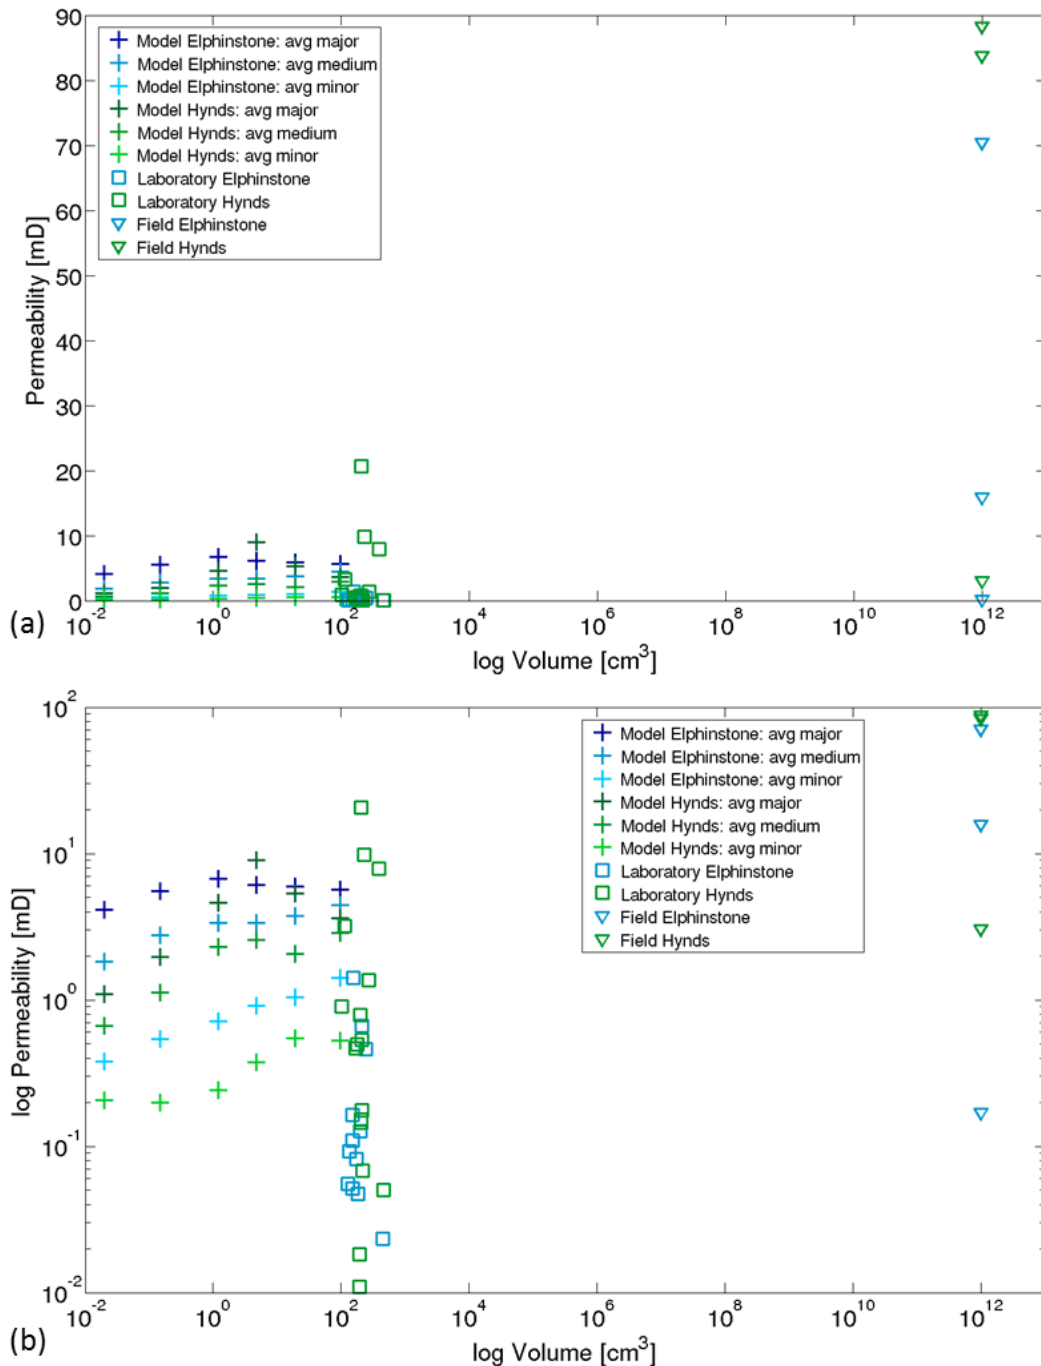 90
80
70
60
50
40
30
20
10
0
Permeability [mD]
Model Elphinstone: avg major
Model Elphinstone: avg medium
Model Elphinstone: avg minor
Model Hynds: avg major
Model Hynds: avg medium
Model Hynds: avg minor
Laboratory Elphinstone
Laboratory Hynds
Field Elphinstone
Field Hynds
(a)
10^-2 10^0 10^2 10^4 10^6 10^8 10^10 10^12
log Volume [cm^3]
10^2
10^1
10^0
10^-1
10^-2
log Permeability [mD]
Model Elphinstone: avg major
Model Elphinstone: avg medium
Model Elphinstone: avg minor
Model Hynds: avg major
Model Hynds: avg medium
Model Hynds: avg minor
Laboratory Elphinstone
Laboratory Hynds
Field Elphinstone
Field Hynds
10^-2 10^0 10^2 10^4 10^6 10^8 10^10 10^12
(b)
log Volume [cm^3]